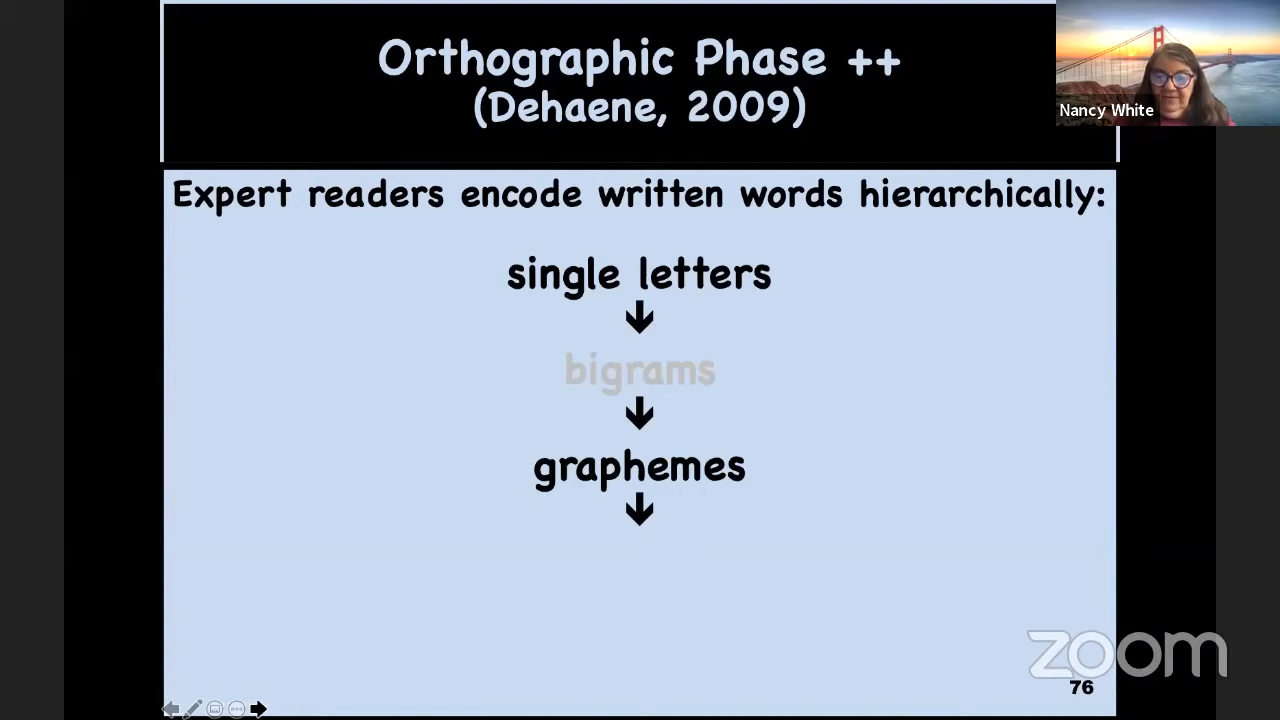 Orthographic Phase ++
(Dehaene, 2009)
Nancy White
Expert readers encode written words hierarchically:
single letters
bigrams
graphemes
zoom
76